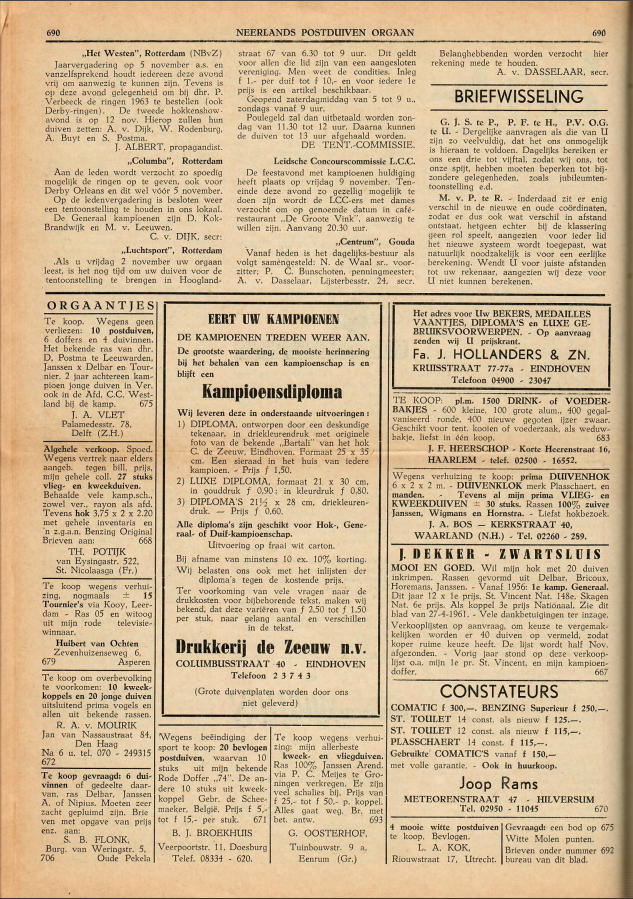 690
NEERLANDS POSTDUIVEN ORGAAN
690
„Het Westen", Rotterdam (NBvZ)
Jaarvergadering op 5 november a.s. en
vanzelfsprekend houdt iedereen deze avond
vrij om aanwezig te kunnen zijn. Tevens is
op deze avond gelegenheid om bij dhr. P.
Verbeeck de ringen 1963 te bestellen (ook
Derby-ringen). De tweede hokkenshow-
avond is op 12 nov. Hierop zullen hun
duiven zetten: A. v. Dijk, W. Rodenburg,
A. Buyt en S. Postma.
J. ALBERT, propagandist.
„Columba", Rotterdam
Aan de leden wordt verzocht zo spoedig
mogelijk de ringen op te geven, ook voor
Derby Orleans en dit wel vóór 5 november.
Op de ledenvergadering is besloten weer
een tentoonstelling te houden in ons lokaal.
De Generaal kampioenen zijn D. Kok-
Brandwijk en M. v. Leeuwen.
C. v. DIJK, secr:
„Luchtsport", Rotterdam
.Als u vrijdag 2 november uw orgaan
leest, is het nog tijd om uw duiven voor de
tentoonstelling te brengen in Hoogland-
straat 67 van 6.30 tot 9 uur. Dit geldt
voor allen die lid zijn van een aangesloten
vereniging. Men weet de condities. Inleg
f 1.- per duif tot f 10,- en voor iedere 1e
prijs is een artikel beschikbaar.
Geopend zaterdagmiddag van 5 tot 9 u.,
zondags vanaf 9 uur.
Poulegeld zal dan uitbetaald worden zon-
dag van 11.30 tot 12 uur. Daarna kunnen
de duiven tot 13 uur afgehaald worden.
DE TENT.-COMMISSIE.
Leidsche Concourscommissie L.C.C.
De feestavond met kampioenen huldiging
heeft plaats op vrijdag 9 november. Ten-
einde deze avond zo gezellig mogelijk te
doen zijn wordt de LCC-ers met dames
verzocht om op genoemde datum in café-
restaurant „De Groote Vink", aanwezig te
willen zijn. Aanvang 20.30 uur.
„Centrum", Gouda
Vanaf heden is het dagelijks-bestuur als
volgt samengesteld: N. de Waal sr., voor-
zitter; P. C. Bunschoten, penningmeester;
A. v. Dasselaar, Lijsterbesstr. 24, secr.
Belanghebbenden worden verzocht hier
rekening mede te houden.
A. v. DASSELAAR, secr.
BRIEFWISSELING
G. J. S. te P., P. F. te H., P.V. O.G.
te U. - Dergelijke aanvragen als die van U
zijn zo veelvuldig, dat het ons onmogelijk
is hieraan te voldoen. Dagelijks bereiken er
ons een drie tot vijftal, zodat wij ons, tot
onze spijt, hebben moeten beperken tot bij-
zondere gelegenheden, zoals jubileumten-
toonstelling e.d.
M. v. P. te R. - Inderdaad zit er enig
verschil in de nieuwe en oude coördinaten,
zodat er dus ook wat verschil in afstand
ontstaat, hetgeen echter bij de klassering
geen rol speelt, aangezien voor ieder lid
het nieuwe systeem wordt toegepast, wat
natuurlijk noodzakelijk is voor een eerlijke
berekening. Wendt U voor juiste afstanden
tot uw rekenaar, aangezien wij deze voor
U niet kunnen berekenen.
ORGAANTJES
Te koop. Wegens geen
verliezen: 10 postduiven,
6 doffers en 4 duivinnen.
Het bekende ras van dhr.
D. Postma te Leeuwarden,
Janssen x Delbar en Tour-
nier. 2 jaar achtereen kam-
pioen jonge duiven in Ver.
ook in de Afd. C.C. West-
land bij de kamp. 675
J. A. VLET
Palamedesstr. 78.
Delft (Z.H.)
Algehele verkoop. Spoed.
Wegens vertrek naar elders
aangeb. tegen bill. prijs,
mijn gehele coll. 27 stuks
vlieg- en kweekduiven.
Behaalde vele kamp.sch.,
zowel ver., rayon als afd.
Tevens hok 3,75 x 2 x 2.20
met gehele inventaris en
'n z.g.a.n. Benzing Original
Brieven aan: 668
TH. POTIJK
van Eysingastr. 522,
St. Nicolaasga (Fr.)
Te koop wegens verhui-
zing, nogmaals ± 15
Tournier's via Kooy, Leer-
dam - Ras 05 en witoog
uit mijn rode televisie-
winnaar.
Huibert van Ochten
Zevenhuizenseweg 6,
679 Asperen
Te koop om overbevolking
te voorkomen: 10 kweek-
koppels en 20 jonge duiven
uitsluitend prima vogels en
allen uit bekende rassen.
R. A. v. MOURIK
Jan van Nassaustraat 84,
Den Haag
Na 6 u. tel. 070 - 249315
672
Te koop gevraagd: 6 dui-
vinnen of gedeelte daar-
van, ras Delbar, Janssen
A. of Nipius. Moeten zeer
zacht gepluimd zijn. Brie-
ven met opgave van prijs
enz. aan:
S. B. FLONK,
Burg. van Weringstr. 5,
706 Oude Pekela
EERT UW KAMPIOENEN
DE KAMPIOENEN TREDEN WEER AAN.
De grootste waardering, de mooiste herinnering
bij het behalen van een kampioenschap is en
blijft een
Kampioensdiploma
Wij leveren deze in onderstaande uitvoeringen:
1) DIPLOMA, ontworpen door een deskundige
tekenaar, in driekleurendruk met originele
foto van de bekende „Bartali" van het hok
C. de Zeeuw, Eindhoven. Formaat 25 x 35
cm. Een sieraad in het huis van iedere
kampioen. - Prijs f 1,50.
2) LUXE DIPLOMA, formaat 21 x 30 cm,
in gouddruk f 0,90; in kleurdruk f 0,80.
3) DIPLOMA'S 21½ x 28 cm, driekleuren-
druk. — Prijs f 0.60.
Alle diploma's zijn geschikt voor Hok-, Gene-
raal- of Duif-kampioenschap.
Uitvoering op fraai wit carton.
Bij afname van minstens 10 ex. 10% korting.
Wij belasten ons ook met het inlijsten der
diploma's tegen de kostende prijs.
Ter voorkoming van vele vragen naar de
drukkosten voor bijbehorende tekst, maken wij
bekend, dat deze variëren van f 2.50 tot f 1.50
per stuk, naar gelang aantal en verschillen
in de tekst.
Drukkerij de Zeeuw n.v.
COLUMBUSSTRAAT 40 - EINDHOVEN
Telefoon 23743
(Grote duivenplaten worden door ons
niet geleverd)
Wegens beëindiging der
sport te koop: 20 bevlogen
postduiven, waarvan 10
stuks uit mijn bekende
Rode Doffer „74". De an-
dere 10 stuks uit kweek-
koppel Gebr. de Schee-
maeker, België. Prijs f 5,-
tot f 15,- per stuk. 671
B. J. BROEKHUIS
Veerpoortstr. 11, Doesburg
Telef. 08334 - 620.
Te koop wegens verhui-
zing: mijn allerbeste
kweek- en vliegduiven.
Ras 100% Janssen Arend.
via P. C. Meijes te Gro-
ningen verkregen. Er zijn
veel schalies bij. Prijs van
f 25,- tot f 50,- p. koppel.
Alles gaat weg. Br. met
bet. antw. 693
G. OOSTERHOF,
Tuinbouwstr. 9 a,
Eenrum (Gr.)
Het adres voor Uw BEKERS, MEDAILLES
VAANTJES, DIPLOMA'S en LUXE GE-
BRUIKSVOORWERPEN. - Op aanvraag
zenden wij U prijskrant.
Fa. J. HOLLANDERS & ZN.
KRUISSTRAAT 77-77a - EINDHOVEN
Telefoon 04900 - 23047
TE KOOP: pl.m. 1500 DRINK- of VOEDER-
BAKJES - 600 kleine, 100 grote alum., 400 gegal-
vaniseerd ronde, 400 nieuwe gegoten ijzer zwaar.
Geschikt voor tent. kooien of voederzaak, als weduw-
bakje, liefst in één koop. 683
J. F. HEERSCHOP - Korte Heerenstraat 16,
HAARLEM - telef. 02500 - 16552.
Wegens verhuizing te koop: prima DUIVENHOK
6 x 2 x 2 m. - DUIVENKLOK merk Plasschaert, en
manden. - Tevens al mijn prima VLIEG- en
KWEEKDUIVEN ± 30 stuks. Rassen 100% zuiver
Janssen, Wigmans en Hornstra. - Liefst hokbezoek.
J. A. BOS — KERKSTRAAT 40,
WAARLAND (N.H.) - Tel. 02260 - 289.
J. DEKKER - ZWARTSLUIS
MOOI EN GOED. Wil mijn hok met 20 duiven
inkrimpen. Rassen gevormd uit Delbar, Bricoux,
Horemans, Janssen. - Vanaf 1956: 1e kamp. Generaal.
Dit jaar 12 x 1e prijs. St. Vincent Nat. 148e. Skagen
Nat. 6e prijs. Als koppel 3e prijs Nationaal. Zie dit
blad van 27-4-1961. - Vele dankbetuigingen ter inzage.
Verkooplijsten op aanvraag, om keuze te vergemak-
kelijken worden er 40 duiven op vermeld, zodat
koper ruime keuze heeft. De lijst wordt half Nov.
afgezonden. - Vorig jaar stond op deze verkoop-
lijst o.a. mijn 1e pr. St. Vincent, en mijn kampioen-
doffer. 667
CONSTATEURS
COMATIC f 300,—. BENZING Superieur f 250.—.
ST. TOULET 14 const. als nieuw f 125.—.
ST. TOULET 12 const. als nieuw f 115,—.
PLASSCHAERT 14 const. f 115,—.
Gebruikte COMATIC'S vanaf f 150,—
met volle garantie, - Ook in huurkoop.
Joop Rams
METEORENSTRAAT 47 - HILVERSUM
Tel. 02950 - 11045 670
4 mooie witte postduiven
te koop. Bevlogen.
L. A. KOK,
Riouwstraat 17, Utrecht.
Gevraagd: een bod op 675
Witte Molen punten.
Brieven onder nummer 692
bureau van dit blad.